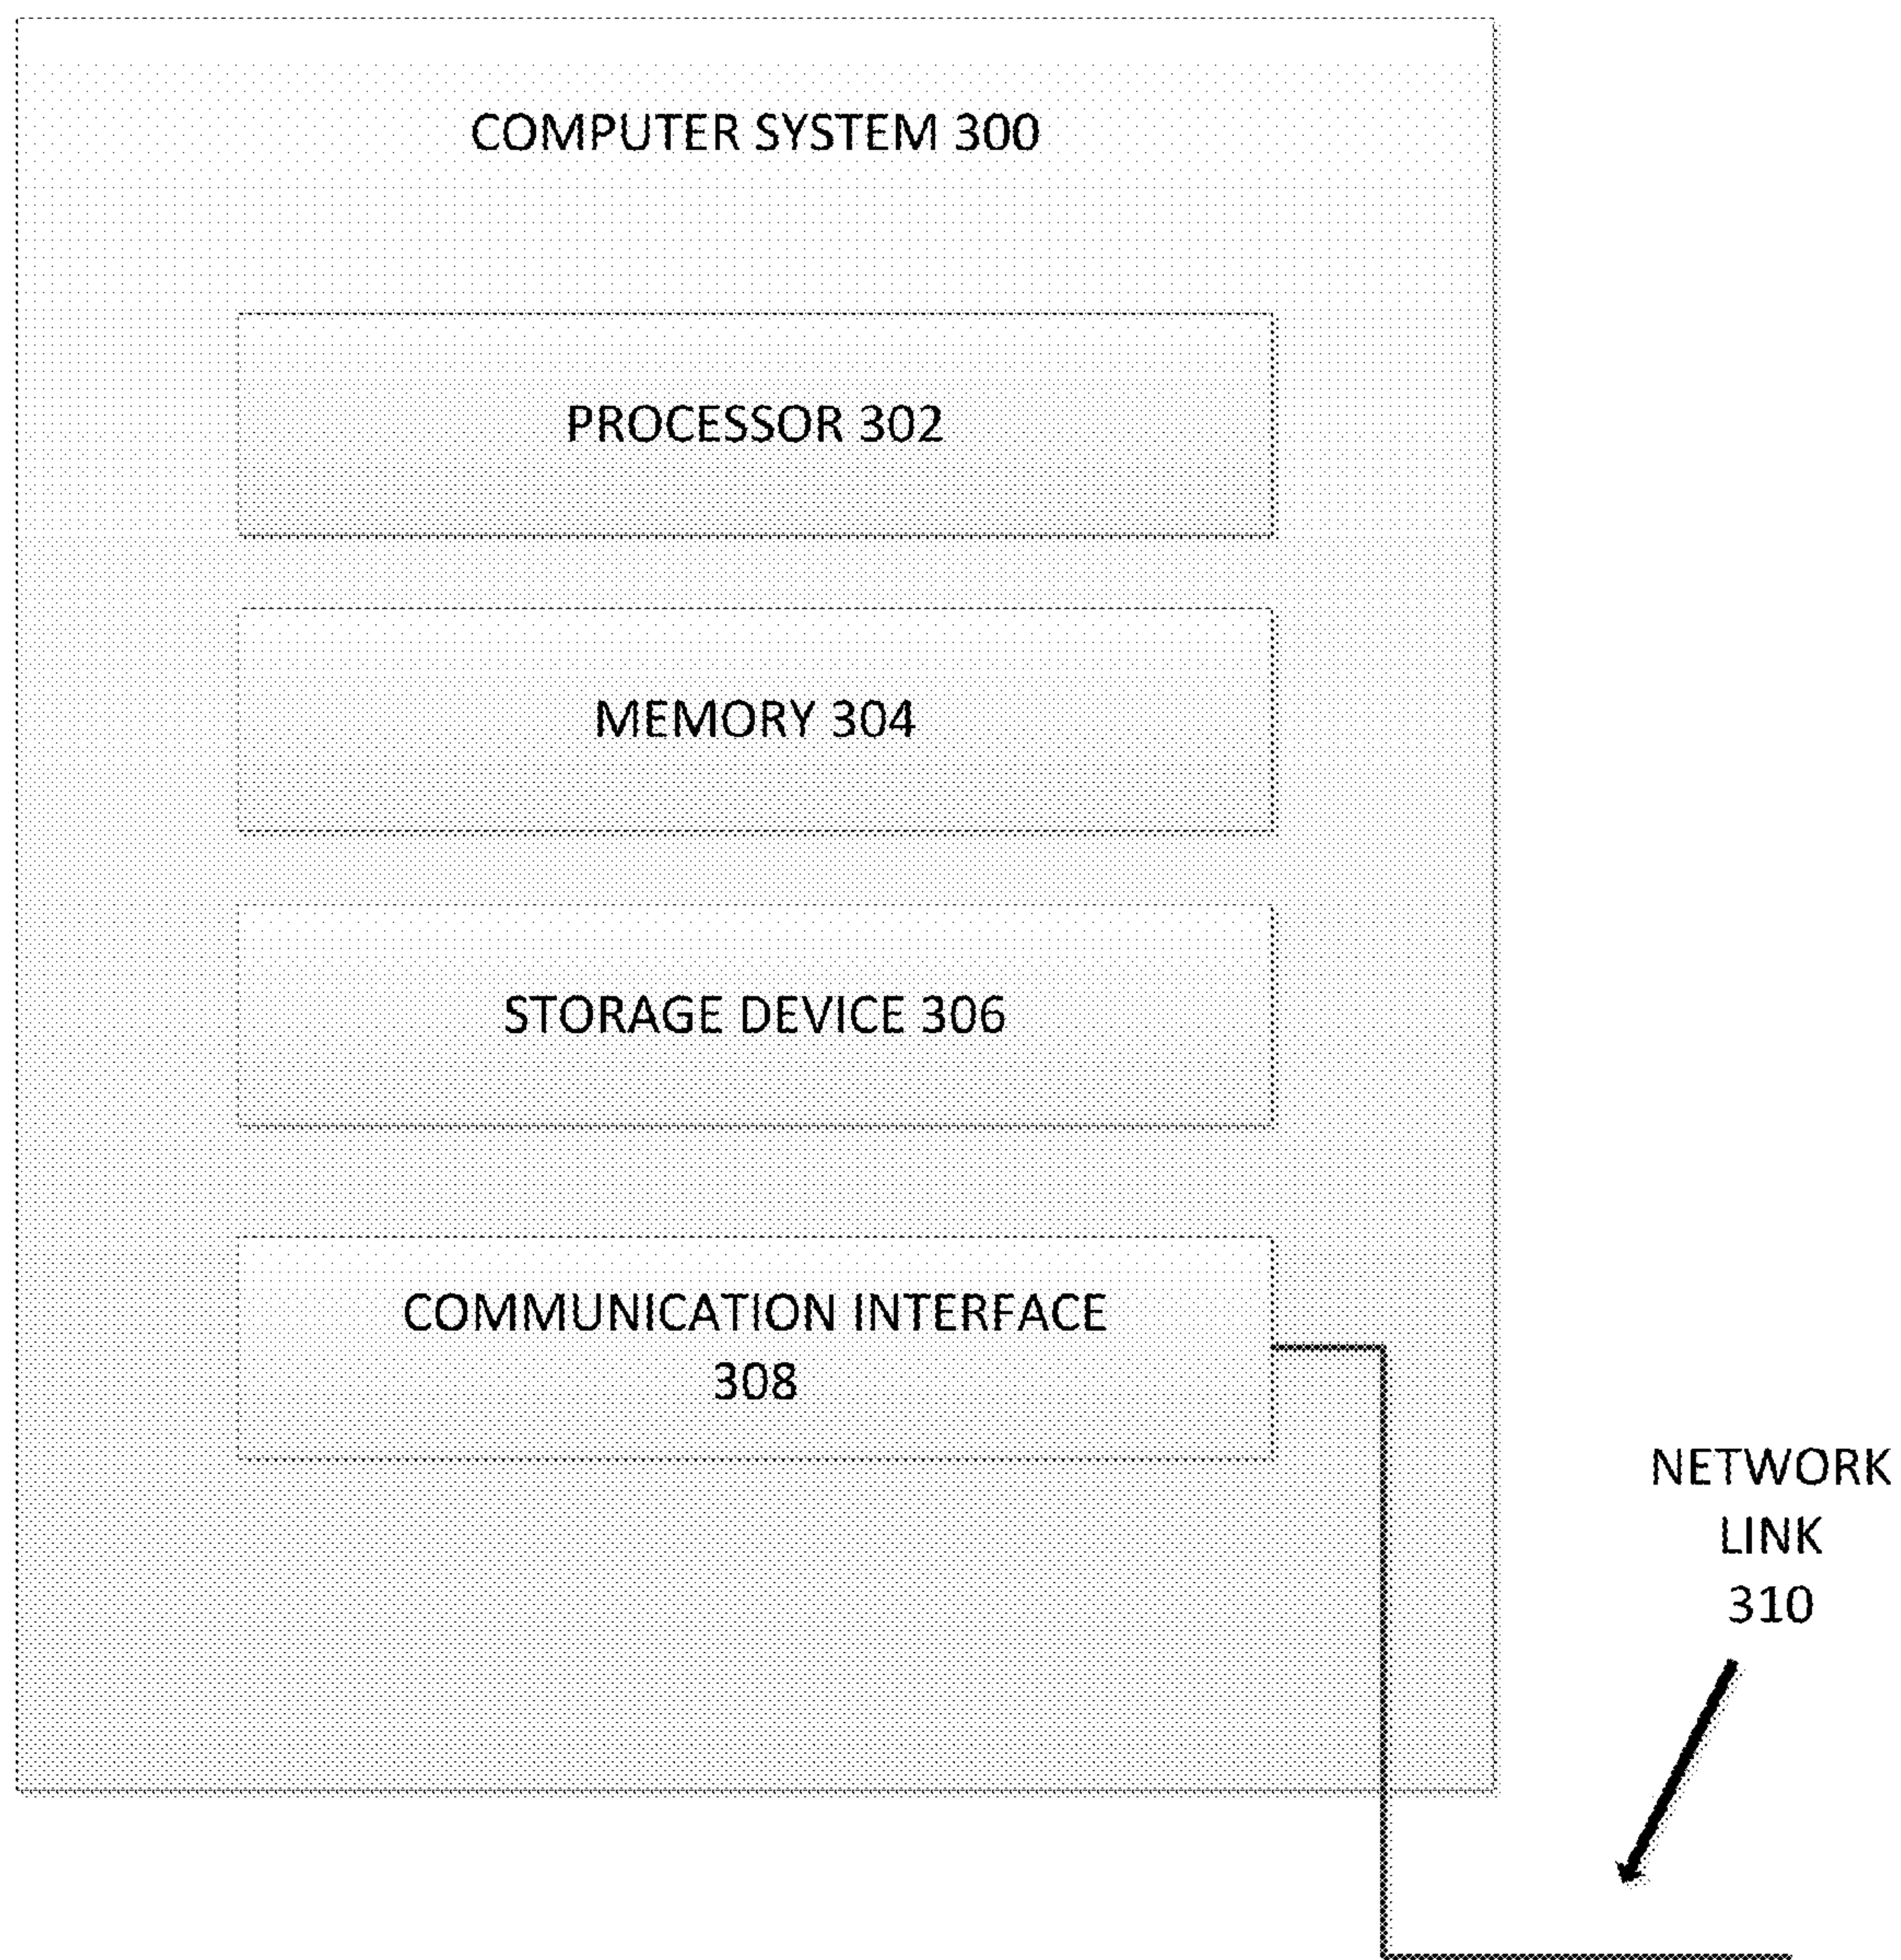 COMPUTER SYSTEM 300
PROCESSOR 302
MEMORY 304
STORAGE DEVICE 306
COMMUNICATION INTERFACE
308
NETWORK
LINK
310